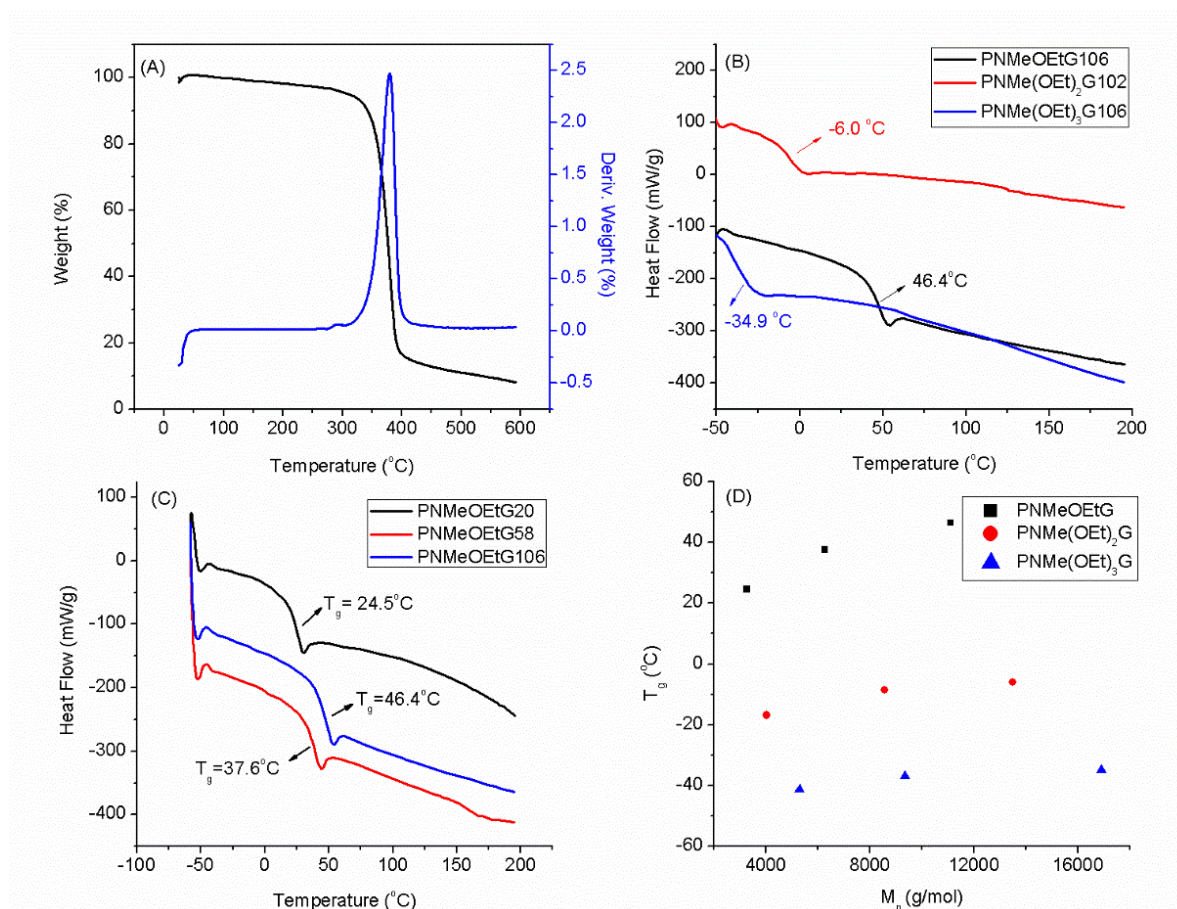 (A)
100
80
60
40
20
0
Weight (%)
2.5
2.0
1.5
1.0
0.5
0.0
-0.5
Deriv. Weight (%)
0 100 200 300 400 500 600
Temperature (°C)
(B)
PNMeOEtG106
PNMe(OEt)₂G102
PNMe(OEt)₃G106
200
100
0
-100
-200
-300
-400
Heat Flow (mW/g)
-6.0 °C
46.4°C
-34.9 °C
-50 0 50 100 150 200
Temperature (°C)
(C)
PNMeOEtG20
PNMeOEtG58
PNMeOEtG106
100
0
-100
-200
-300
-400
Heat Flow (mW/g)
Tg= 24.5°C
Tg=46.4°C
Tg=37.6°C
-100 -50 0 50 100 150 200
Temperature (°C)
(D)
PNMeOEtG
PNMe(OEt)₂G
PNMe(OEt)₃G
60
40
20
0
-20
-40
-60
Tg (°C)
4000 8000 12000 16000
Mn (g/mol)